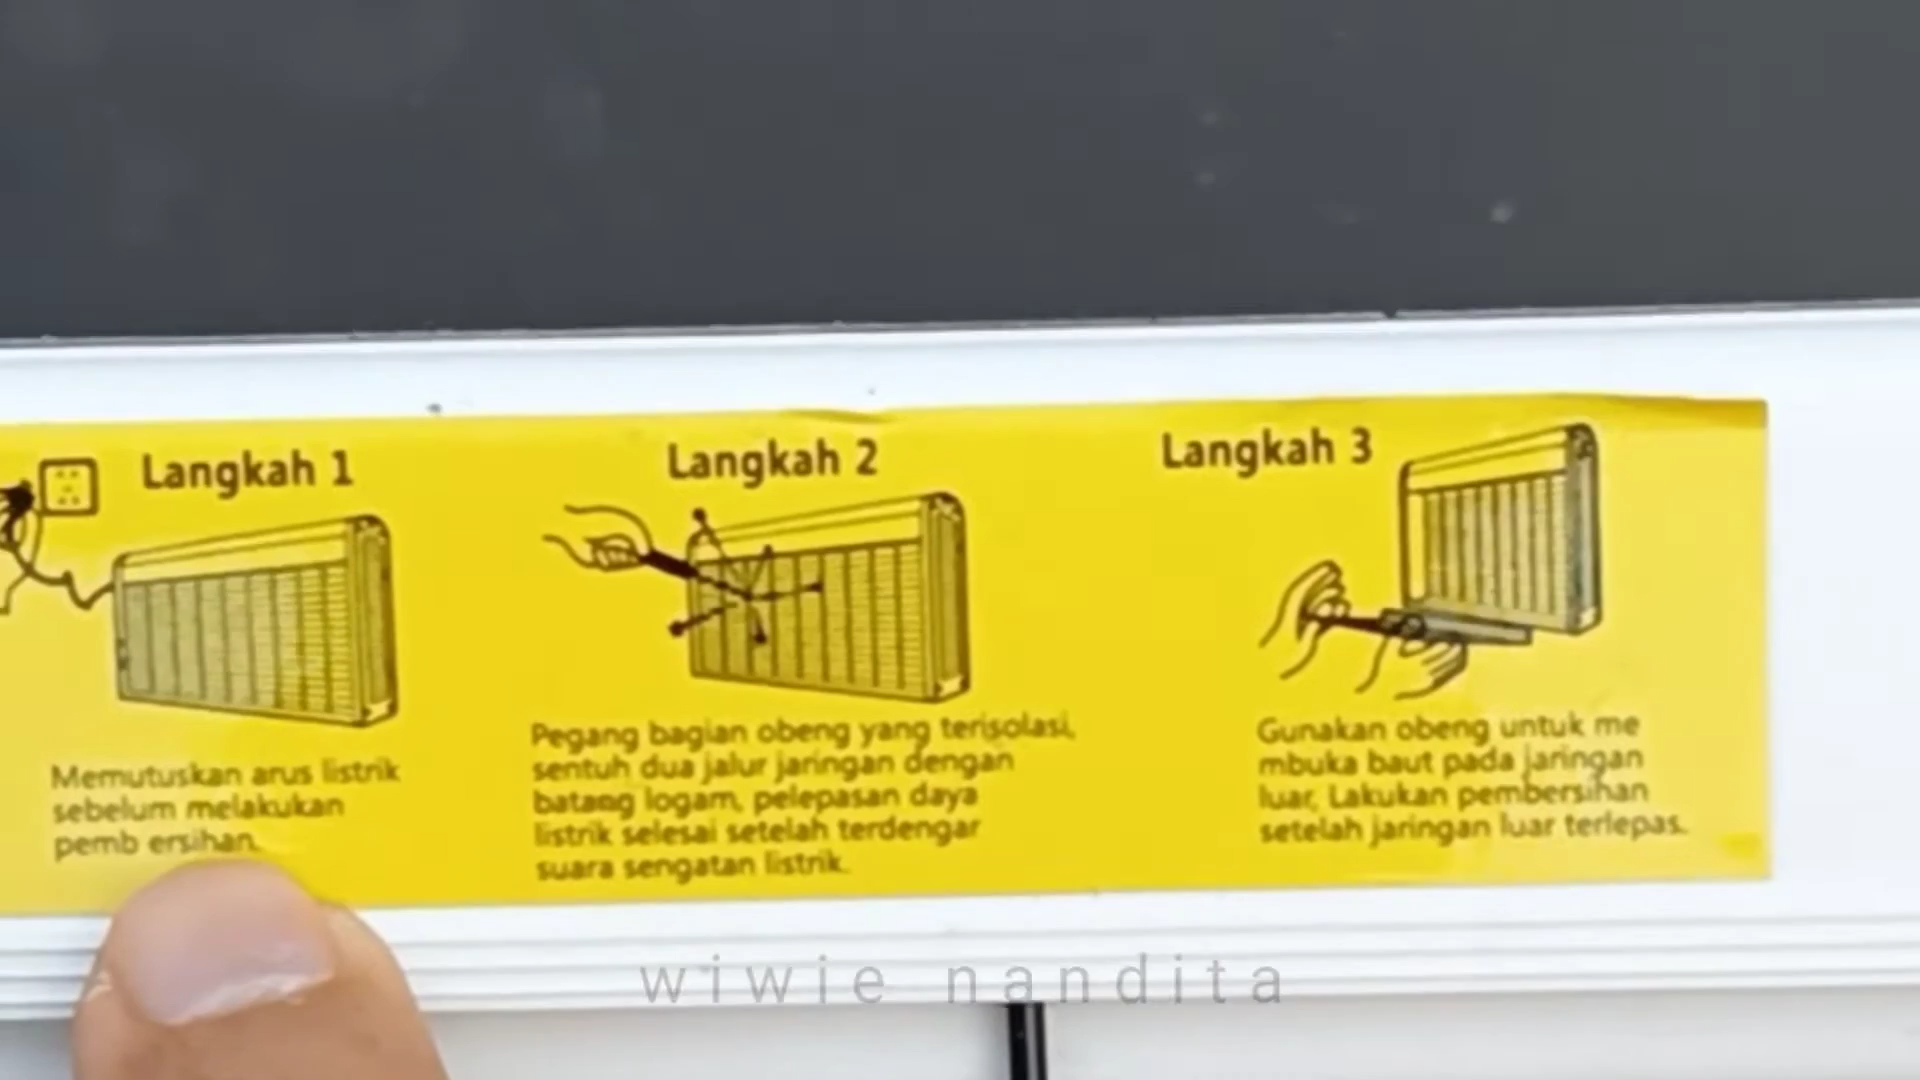 Langkah 1
Memutuskan arus listrik
sebelum melakukan
pemb ersihan.
Langkah 2
Pegang bagian obeng yang terisolasi,
sentuh dua jalur jaringan dengan
batang logam, pelepasan daya
listrik selesai setelah terdengar
suara sengatan listrik.
Langkah 3
Gunakan obeng untuk me
mbuka baut pada jaringan
luar, Lakukan pembersihan
setelah jaringan luar terlepas.
wiwie nandita